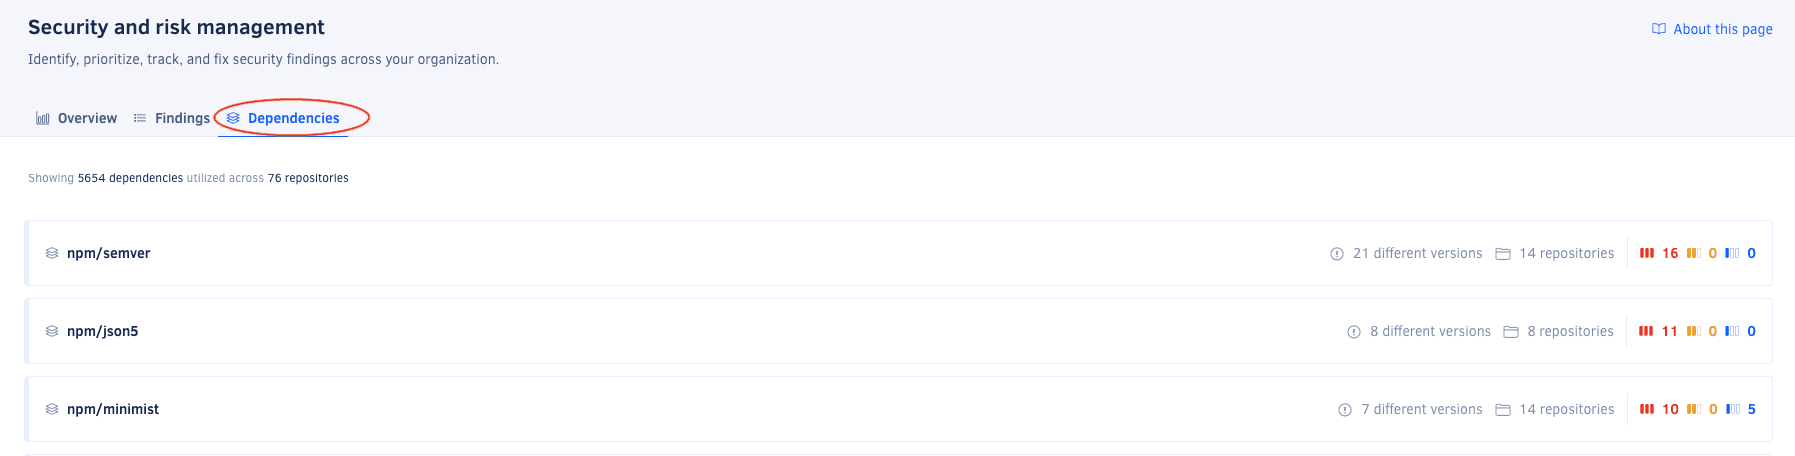 Security and risk management
About this page
Identify, prioritize, track, and fix security findings across your organization.
Overview Findings Dependencies
Showing 5654 dependencies utilized across 76 repositories
npm/semver 21 different versions 14 repositories 16 0 0
npm/json5 8 different versions 8 repositories 11 0 0
npm/minimist 7 different versions 14 repositories 10 0 5